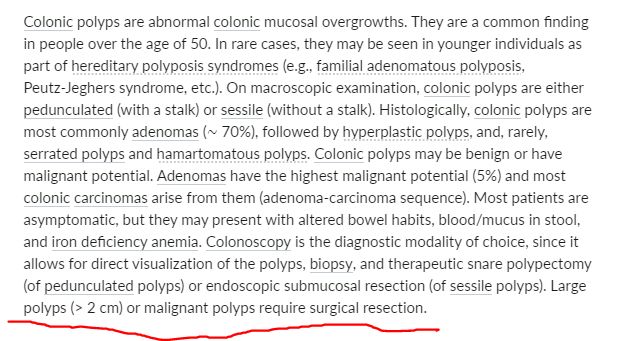 Colonic polyps are abnormal colonic mucosal overgrowths. They are a common finding
in people over the age of 50. In rare cases, they may be seen in younger individuals as
part of hereditary polyposis syndromes (e.g., familial adenomatous polyposis,
Peutz-Jeghers syndrome, etc.). On macroscopic examination, colonic polyps are either
pedunculated (with a stalk) or sessile (without a stalk). Histologically, colonic polyps are
most commonly adenomas (~ 70%), followed by hyperplastic polyps, and, rarely,
serrated polyps and hamartomatous polyps. Colonic polyps may be benign or have
malignant potential. Adenomas have the highest malignant potential (5%) and most
colonic carcinomas arise from them (adenoma-carcinoma sequence). Most patients are
asymptomatic, but they may present with altered bowel habits, blood/mucus in stool,
and iron deficiency anemia. Colonoscopy is the diagnostic modality of choice, since it
allows for direct visualization of the polyps, biopsy, and therapeutic snare polypectomy
(of pedunculated polyps) or endoscopic submucosal resection (of sessile polyps). Large
polyps (> 2 cm) or malignant polyps require surgical resection.